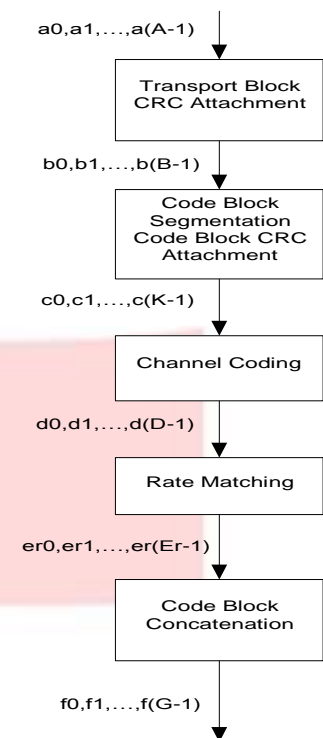 a0,a1,...,a(A-1)
Transport Block
CRC Attachment
b0,b1,...,b(B-1)
Code Block
Segmentation
Code Block CRC
Attachment
c0,c1,...,c(K-1)
Channel Coding
d0,d1,...,d(D-1)
Rate Matching
er0,er1,...,er(Er-1)
Code Block
Concatenation
f0,f1,...,f(G-1)